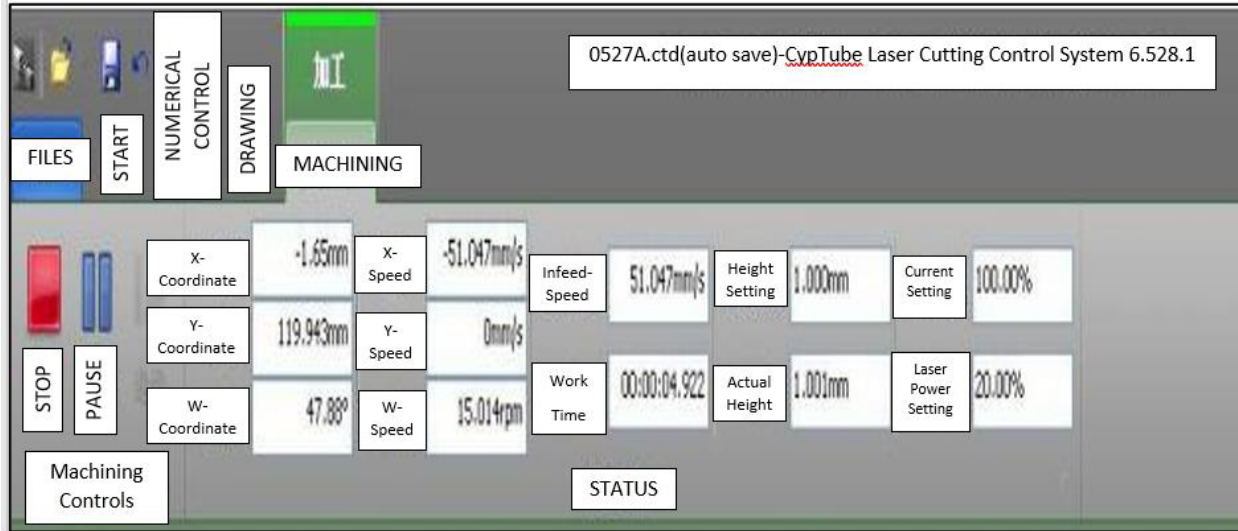 0527A.ctd(auto save)-CypTube Laser Cutting Control System 6.528.1
加工
FILES
START
NUMERICAL
CONTROL
DRAWING
MACHINING
STOP
PAUSE
Machining
Controls
X-
Coordinate
-1.65mm
X-
Speed
-51.047mm/s
Y-
Coordinate
119.943mm
Y-
Speed
0mm/s
W-
Coordinate
47.88°
W-
Speed
15.014rpm
Infeed-
Speed
51.047mm/s
Work
Time
00:00:04.922
Height
Setting
1.000mm
Actual
Height
1.001mm
Current
Setting
100.00%
Laser
Power
Setting
20.00%
STATUS